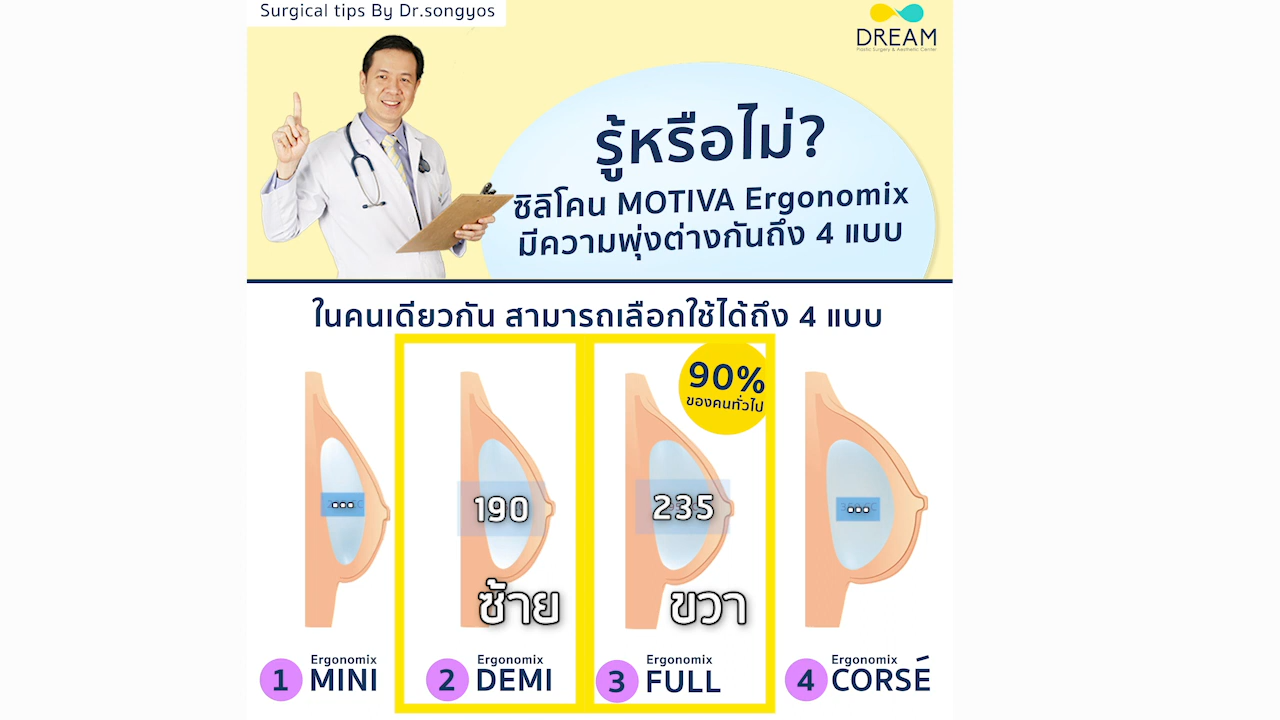 Surgical tips By Dr.songyos
DREAM
Plastic Surgery & Aesthetic Center
รู้หรือไม่?
ซิลิโคน MOTIVA Ergonomix
มีความพุ่งต่างกันถึง 4 แบบ
ในคนเดียวกัน สามารถเลือกใช้ได้ถึง 4 แบบ
90%
ของคนทั่วไป
...
190
235
...
ซ้าย
ขวา
1 Ergonomix MINI
2 Ergonomix DEMI
3 Ergonomix FULL
4 Ergonomix CORSÉ